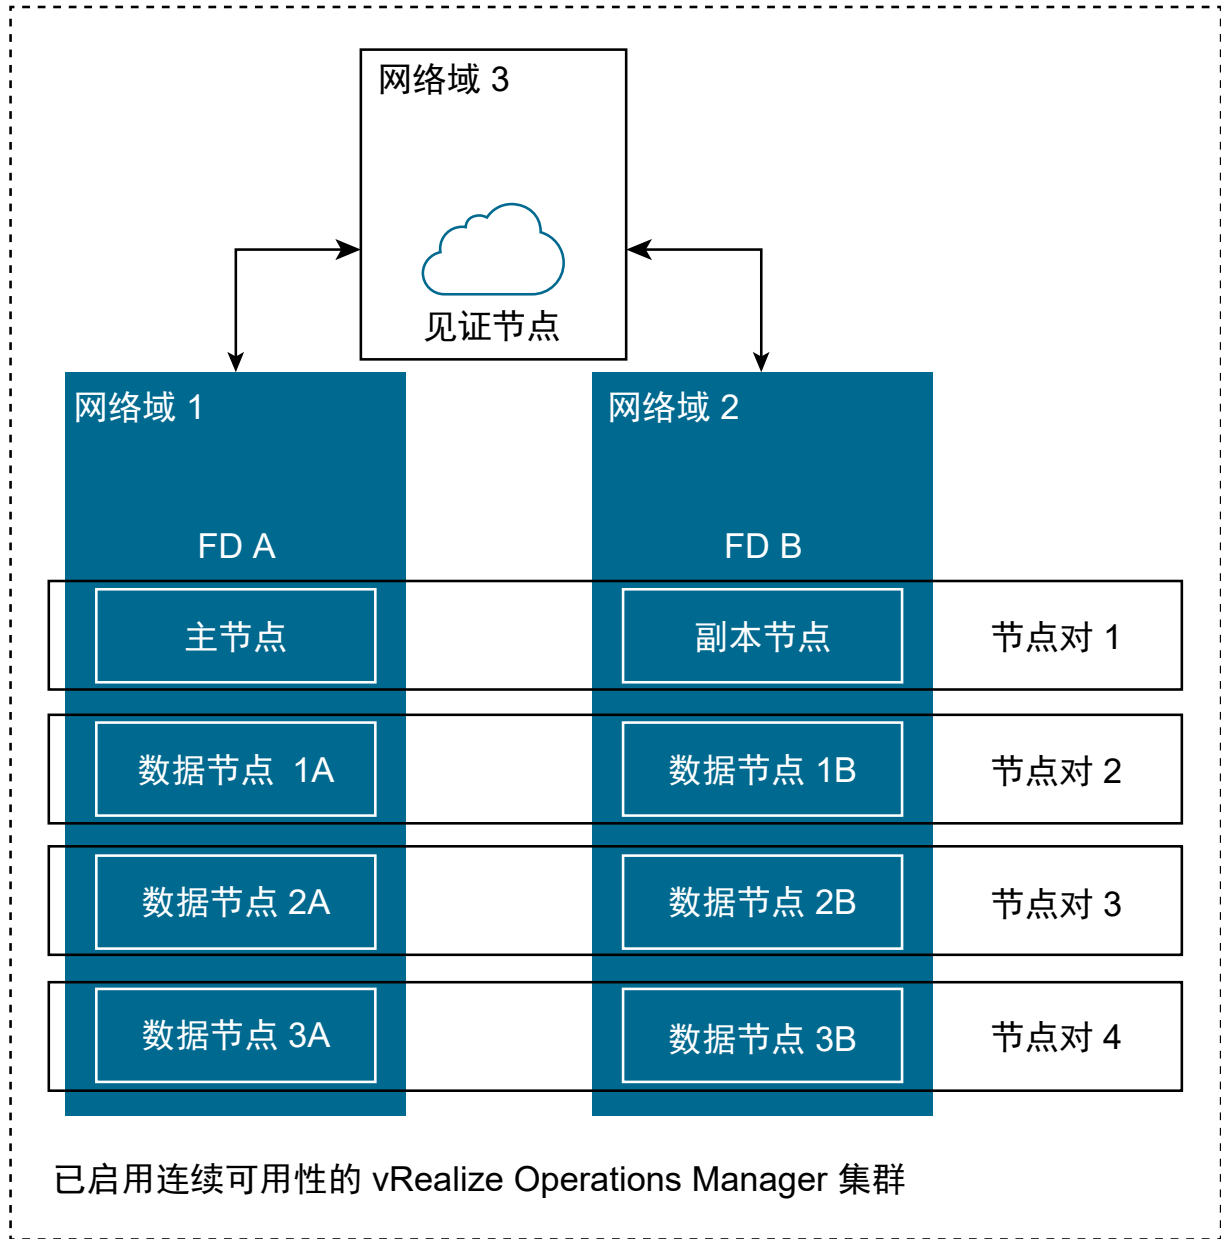 网络域 3
见证节点
网络域 1
网络域 2
FD A
FD B
主节点
副本节点
节点对 1
数据节点 1A
数据节点 1B
节点对 2
数据节点 2A
数据节点 2B
节点对 3
数据节点 3A
数据节点 3B
节点对 4
已启用连续可用性的 vRealize Operations Manager 集群